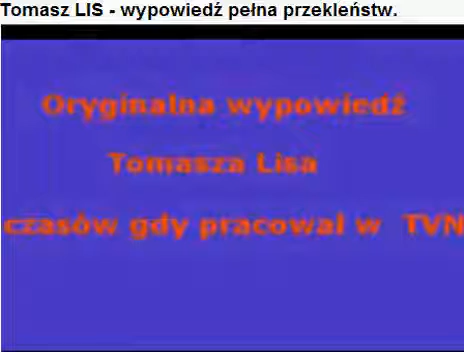 Tomasz LIS - wypowiedź pełna przekleństw.
Oryginalna wypowiedź
Tomasza Lisa
czasów gdy pracował w TVN